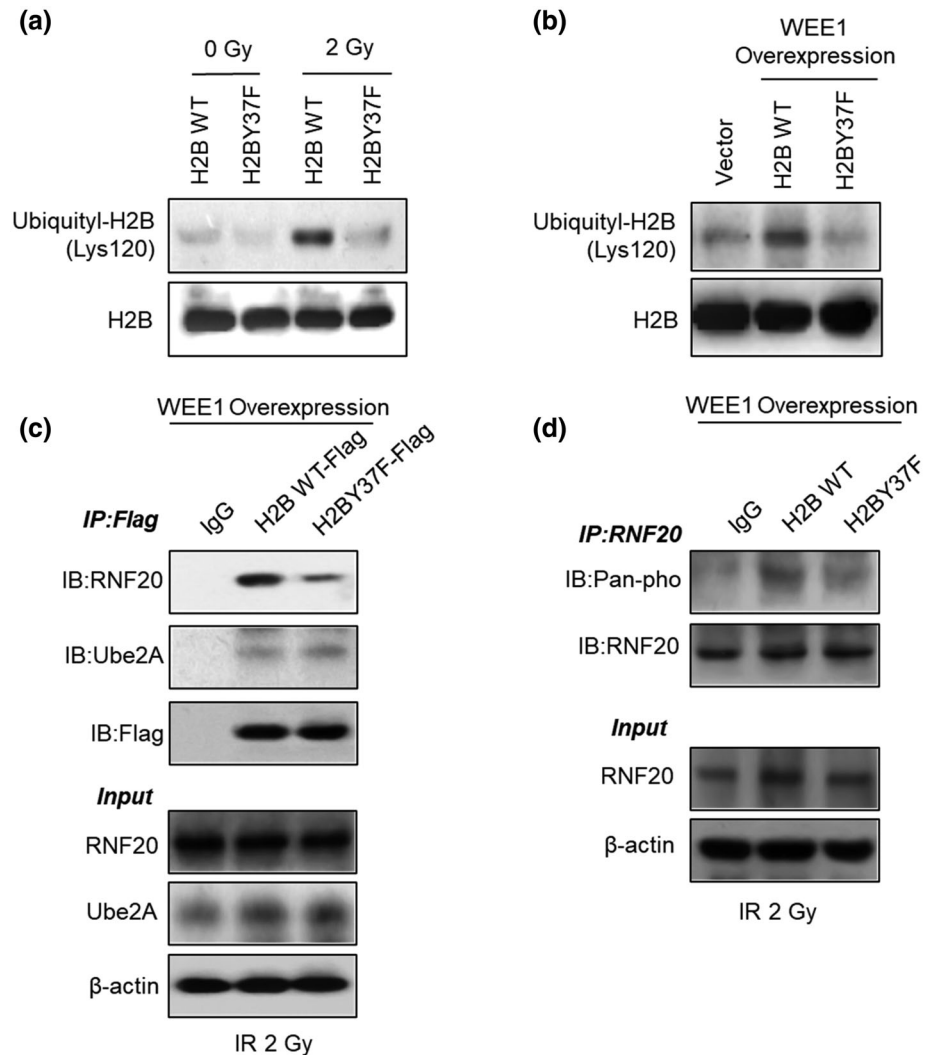 (a)
0 Gy
2 Gy
H2B WT
H2BY37F
H2B WT
H2BY37F
Ubiquityl-H2B
(Lys120)
H2B
(b)
WEE1
Overexpression
Vector
H2B WT
H2BY37F
Ubiquityl-H2B
(Lys120)
H2B
(c)
WEE1 Overexpression
IP:Flag
IgG
H2B WT-Flag
H2BY37F-Flag
IB:RNF20
IB:Ube2A
IB:Flag
Input
RNF20
Ube2A
β-actin
IR 2 Gy
(d)
WEE1 Overexpression
IP:RNF20
IgG
H2B WT
H2BY37F
IB:Pan-pho
IB:RNF20
Input
RNF20
β-actin
IR 2 Gy